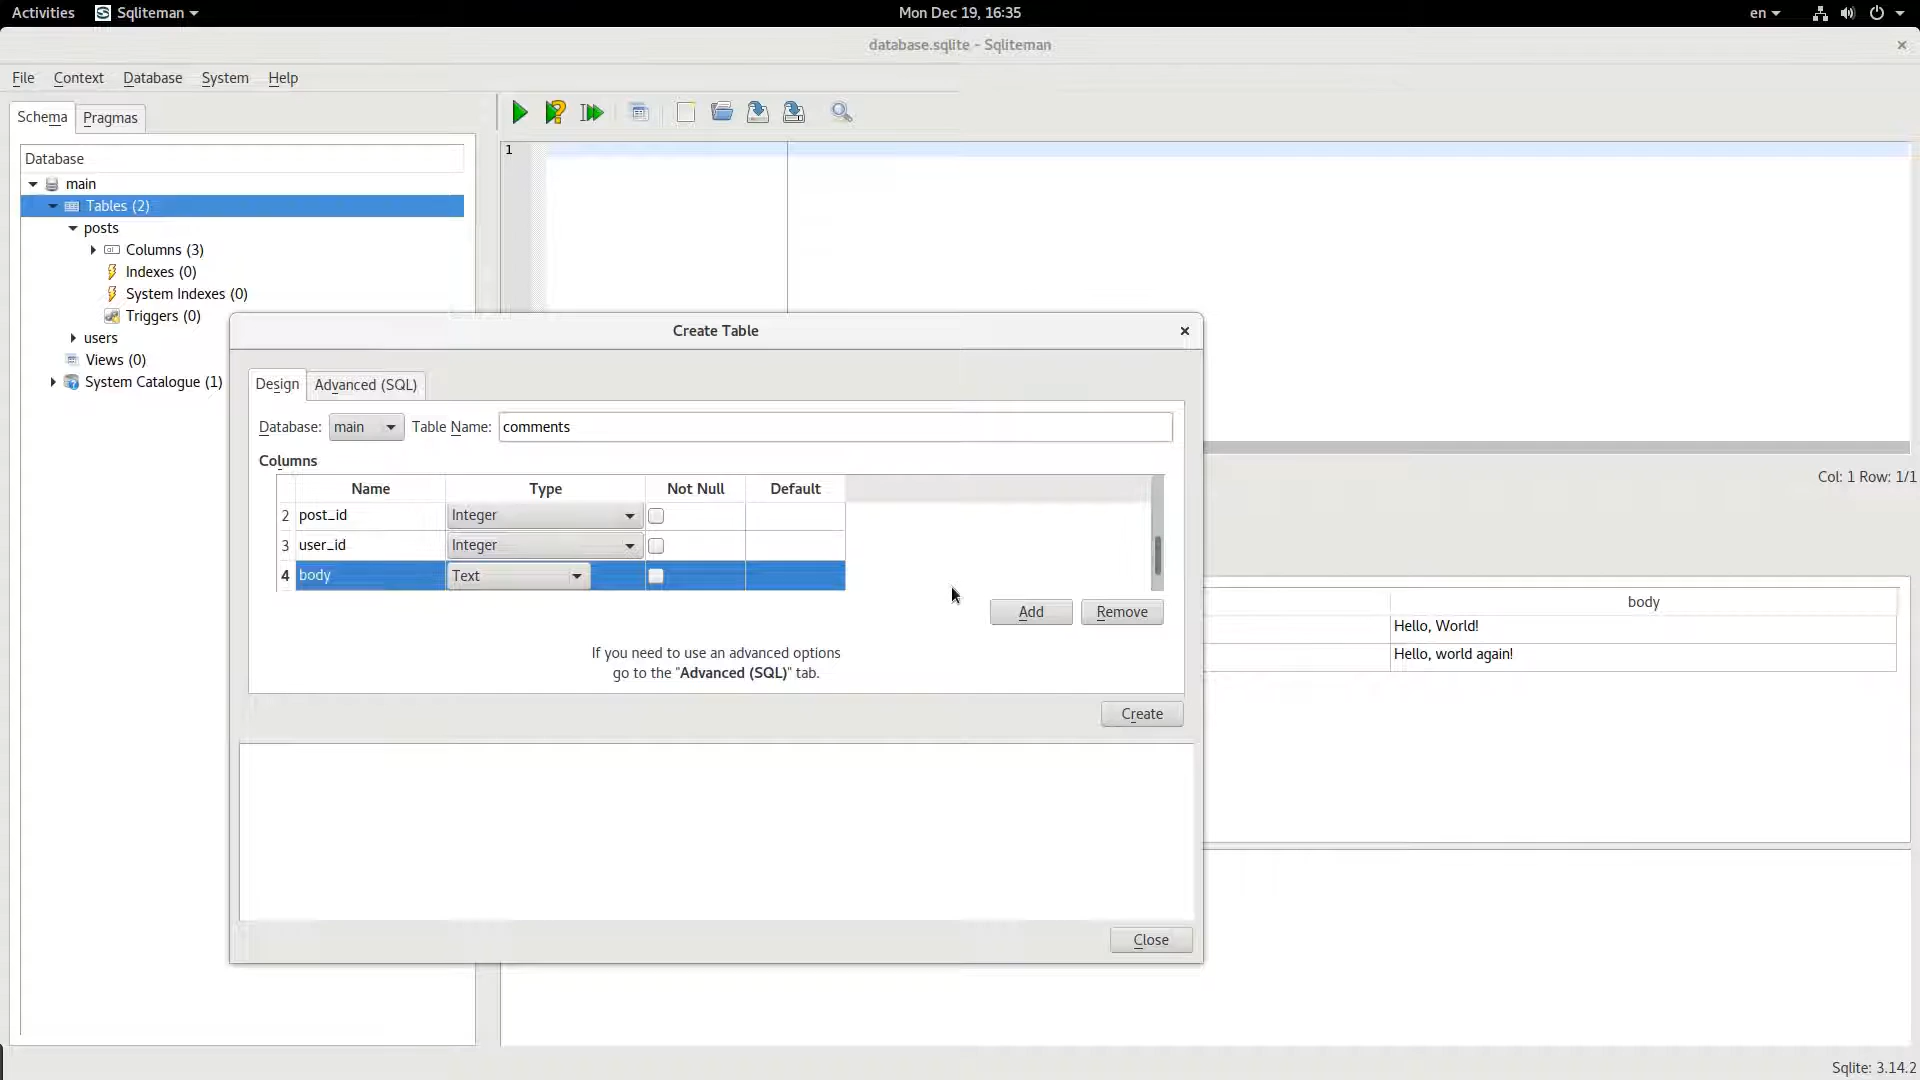 Activities
Sqliteman
Mon Dec 19, 16:35
en
database.sqlite - Sqliteman
File
Context
Database
System
Help
Schema
Pragmas
Database
main
Tables (2)
posts
Columns (3)
Indexes (0)
System Indexes (0)
Triggers (0)
users
Views (0)
System Catalogue (1)
1
Col: 1 Row: 1/1
Create Table
Design
Advanced (SQL)
Database: main Table Name: comments
Columns
Name Type Not Null Default
2 post_id Integer
3 user_id Integer
4 body Text
Add
Remove
If you need to use an advanced options
go to the "Advanced (SQL)" tab.
Create
Close
body
Hello, World!
Hello, world again!
Sqlite: 3.14.2